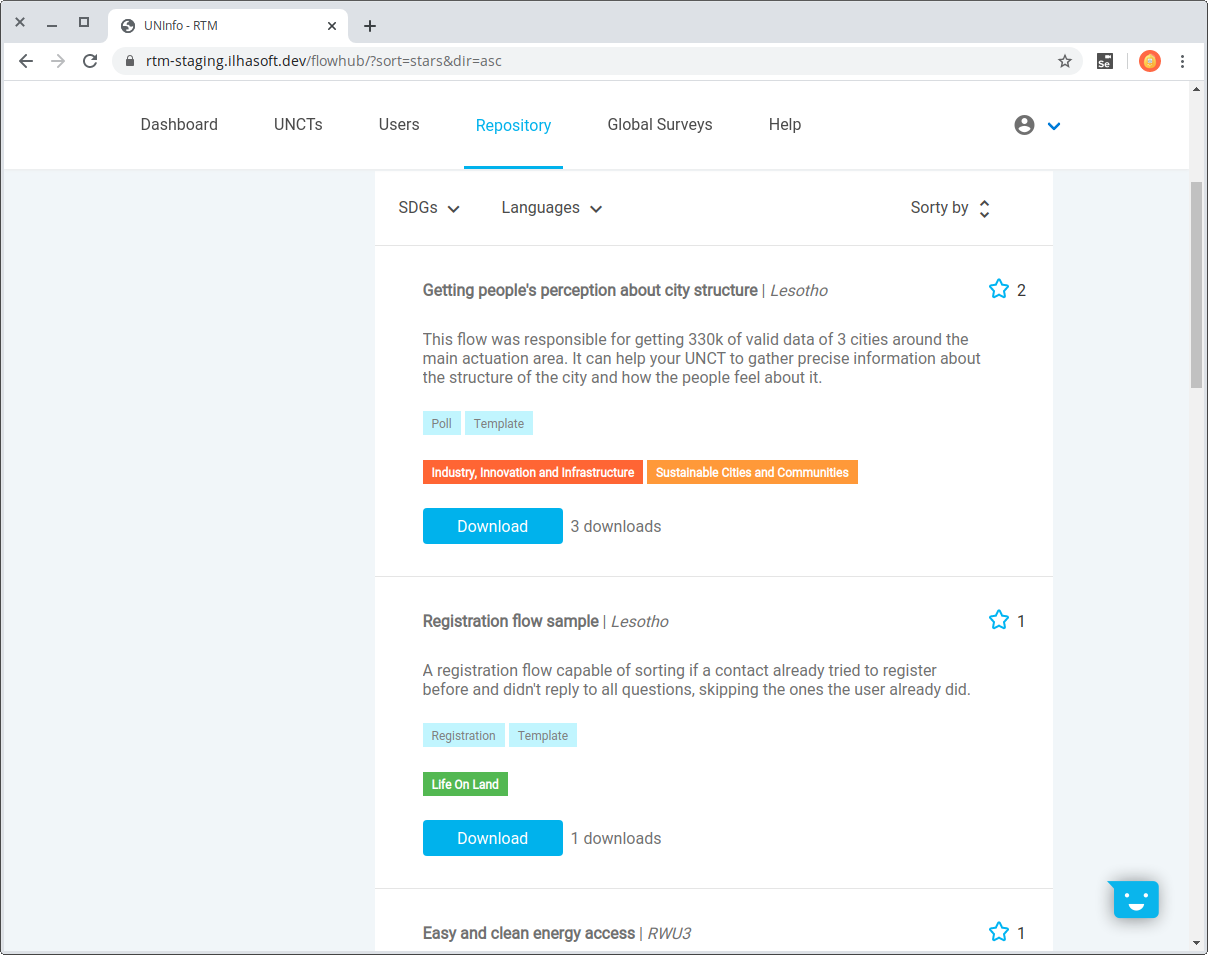 UNInfo - RTM
rtm-staging.ilhasoft.dev/flowhub/?sort=stars&dir=asc
Se
Dashboard UNCTs Users Repository Global Surveys Help
SDGs Languages Sorty by
Getting people's perception about city structure | Lesotho 2
This flow was responsible for getting 330k of valid data of 3 cities around the
main actuation area. It can help your UNCT to gather precise information about
the structure of the city and how the people feel about it.
Poll Template
Industry, Innovation and Infrastructure Sustainable Cities and Communities
Download 3 downloads
Registration flow sample | Lesotho 1
A registration flow capable of sorting if a contact already tried to register
before and didn't reply to all questions, skipping the ones the user already did.
Registration Template
Life On Land
Download 1 downloads
Easy and clean energy access | RWU3 1